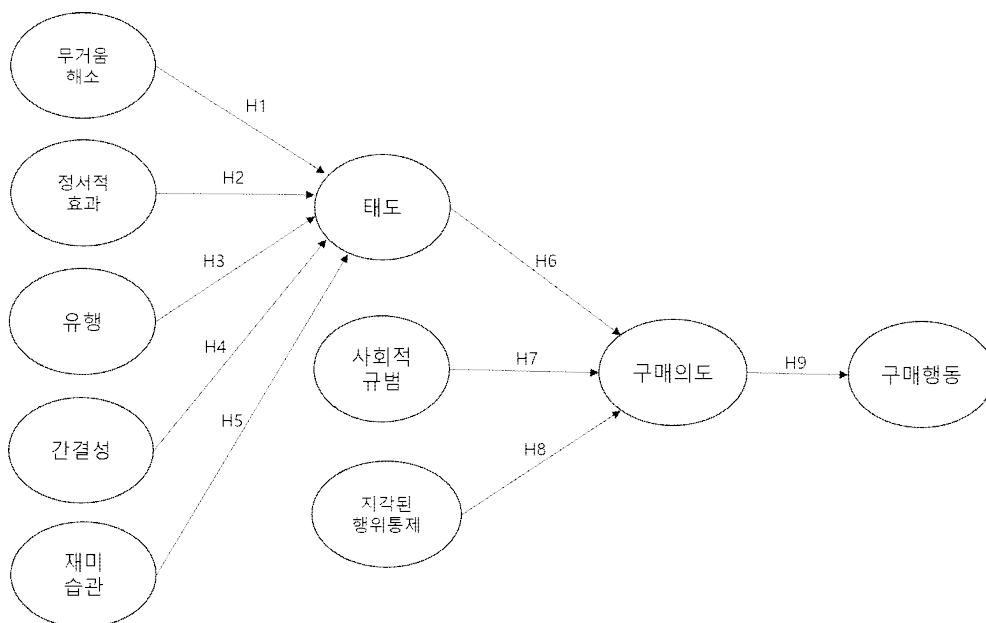 무거움
해소
H1
정서적
효과
H2
태도
유행
H3
H6
H4
사회적
규범
H7
구매의도
H9
구매행동
간결성
H5
H8
지각된
행위통제
재미
습관